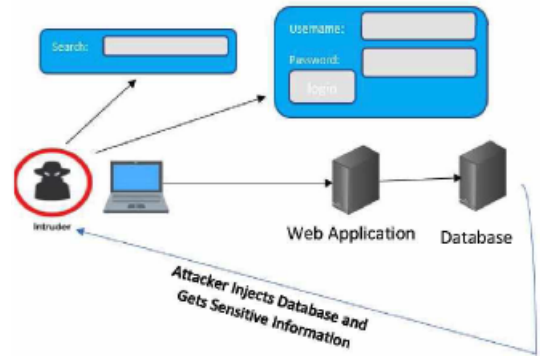 Search:
Username:
Password:
login
Intruder
Web Application
Database
Attacker Injects Database and
Gets Sensitive Information